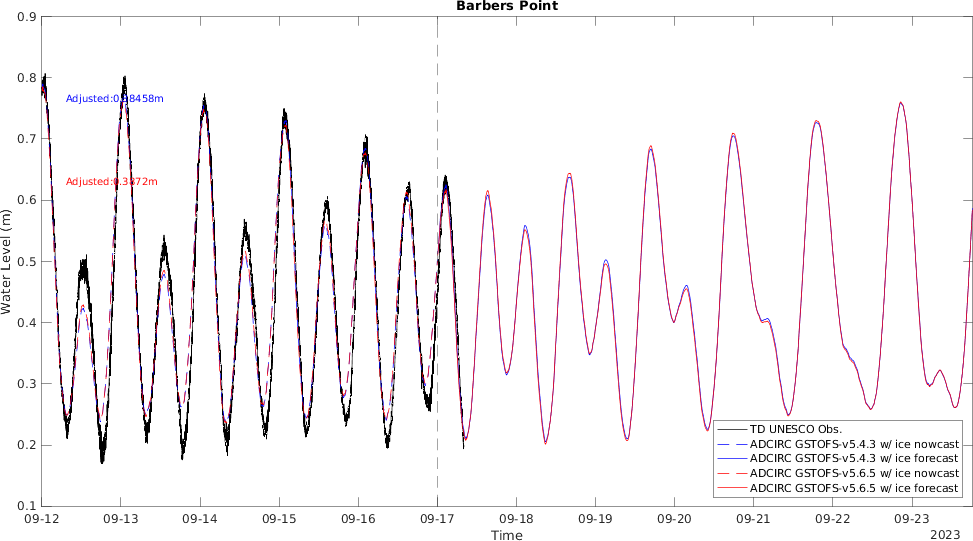 Barbers Point
0.9
0.8
0.7
0.6
0.5
0.4
0.3
0.2
0.1
Water Level (m)
Adjusted:0.38458m
Adjusted:0.3872m
TD UNESCO Obs.
ADCIRC GSTOFS-v5.4.3 w/ ice nowcast
ADCIRC GSTOFS-v5.4.3 w/ ice forecast
ADCIRC GSTOFS-v5.6.5 w/ ice nowcast
ADCIRC GSTOFS-v5.6.5 w/ ice forecast
09-12 09-13 09-14 09-15 09-16 09-17 09-18 09-19 09-20 09-21 09-22 09-23
Time
2023